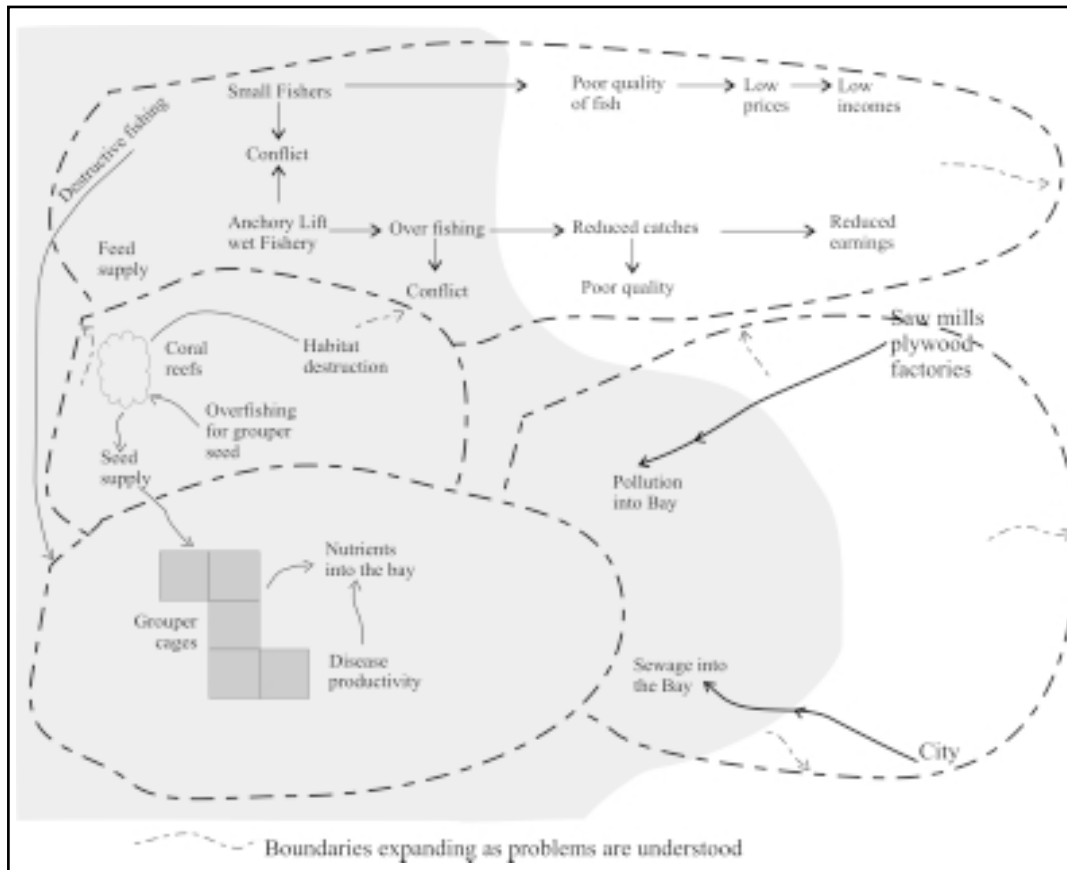 Small Fishers
Poor quality
of fish
Low
prices
Low
incomes
Destructive fishing
Conflict
Anchory Lift
wet Fishery
Over fishing
Reduced catches
Reduced
earnings
Feed
supply
Conflict
Poor quality
Saw mills
plywood
factories
Coral
reefs
Habitat
destruction
Overfishing
for grouper
seed
Seed
supply
Pollution
into Bay
Nutrients
into the bay
Grouper
cages
Disease
productivity
Sewage into
the Bay
City
Boundaries expanding as problems are understood